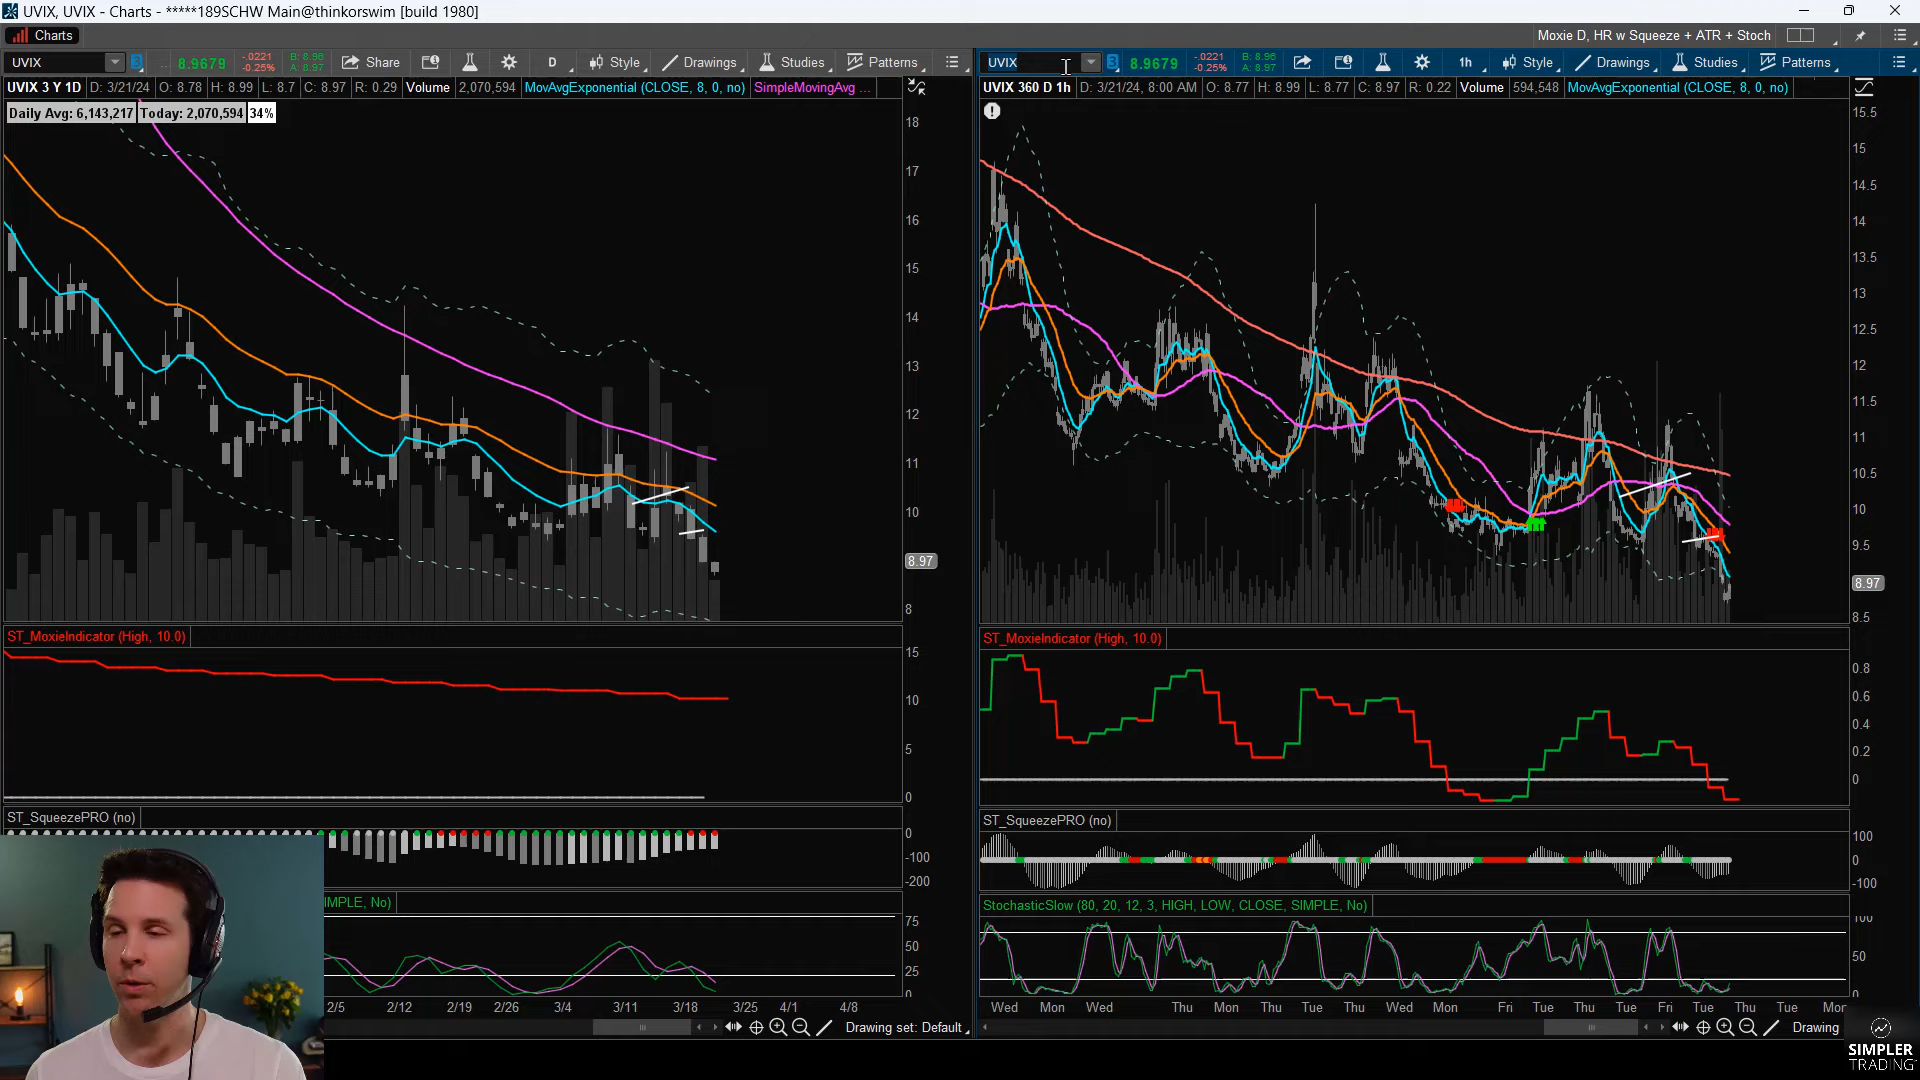 UVIX, UVIX - Charts - *****189SCHW Main@thinkorswim [build 1980]
Charts
Moxie D, HR w Squeeze + ATR + Stoch
UVIX 3 8.9679 -.0221 -0.25% B: 8.96 A: 8.97 Share D Style Drawings Studies Patterns
UVIX 3 Y 1D D: 3/21/24 O: 8.78 H: 8.99 L: 8.7 C: 8.97 R: 0.29 Volume 2,070,594 MovAvgExponential (CLOSE, 8, 0, no) SimpleMovingAvg ...
Daily Avg: 6,143,217 Today: 2,070,594 34%
18
17
16
15
14
13
12
11
10
8.97
8
ST_MoxieIndicator (High, 10.0)
15
10
5
0
ST_SqueezePRO (no)
0
-100
-200
IMPLE, No)
75
50
25
0
2/5 2/12 2/19 2/26 3/4 3/11 3/18 3/25 4/1 4/8
Drawing set: Default
UVIX 3 8.9679 -.0221 -0.25% B: 8.96 A: 8.97 1h Style Drawings Studies Patterns
UVIX 360 D 1h D: 3/21/24, 8:00 AM O: 8.77 H: 8.99 L: 8.77 C: 8.97 R: 0.22 Volume 594,548 MovAvgExponential (CLOSE, 8, 0, no)
15.5
15
14.5
14
13.5
13
12.5
12
11.5
11
10.5
10
9.5
8.97
8.5
ST_MoxieIndicator (High, 10.0)
0.8
0.6
0.4
0.2
0
ST_SqueezePRO (no)
100
0
-100
StochasticSlow (80, 20, 12, 3, HIGH, LOW, CLOSE, SIMPLE, No)
100
50
0
Wed Mon Wed Thu Mon Thu Tue Thu Wed Mon Fri Tue Thu Tue Fri Tue Thu Tue Mon
Drawing
SIMPLER
TRADING